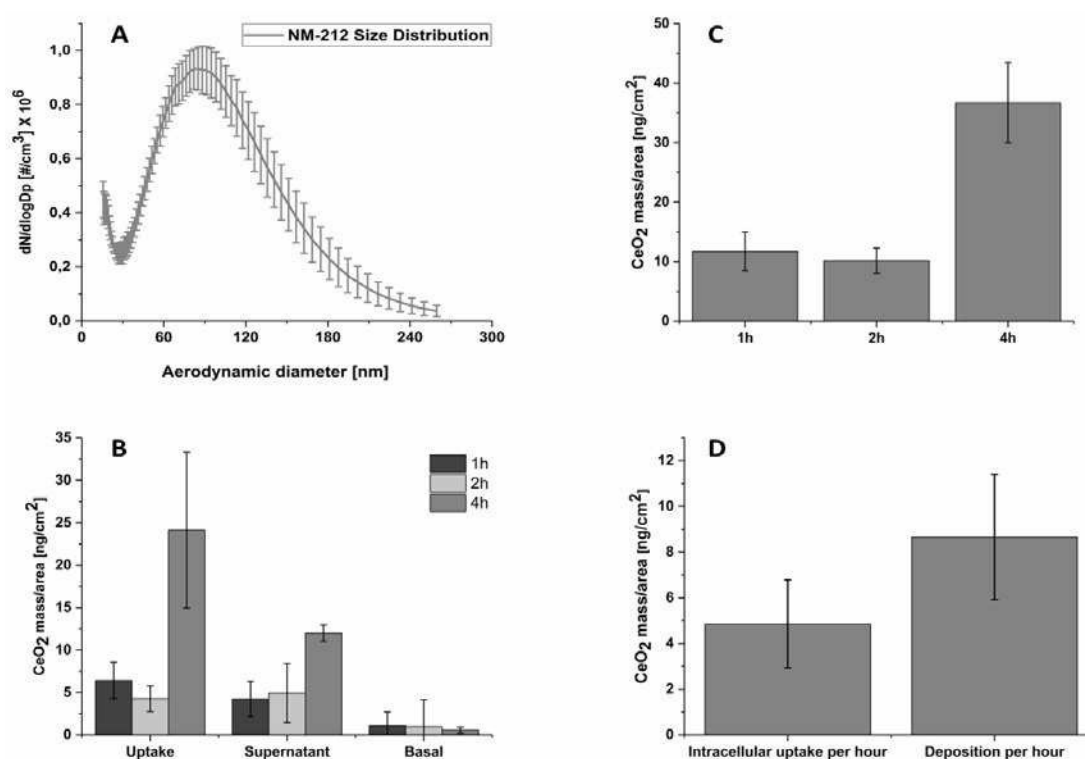 A
NM-212 Size Distribution
dN/dlogDp [#/cm³] X 10⁶
1,0
0,8
0,6
0,4
0,2
0,0
0
60
120
180
240
300
Aerodynamic diameter [nm]
C
CeO₂ mass/area [ng/cm²]
50
40
30
20
10
0
1h
2h
4h
B
CeO₂ mass/area [ng/cm²]
35
30
25
20
15
10
5
0
1h
2h
4h
Uptake
Supernatant
Basal
D
CeO₂ mass/area [ng/cm²]
12
10
8
6
4
2
0
Intracellular uptake per hour
Deposition per hour